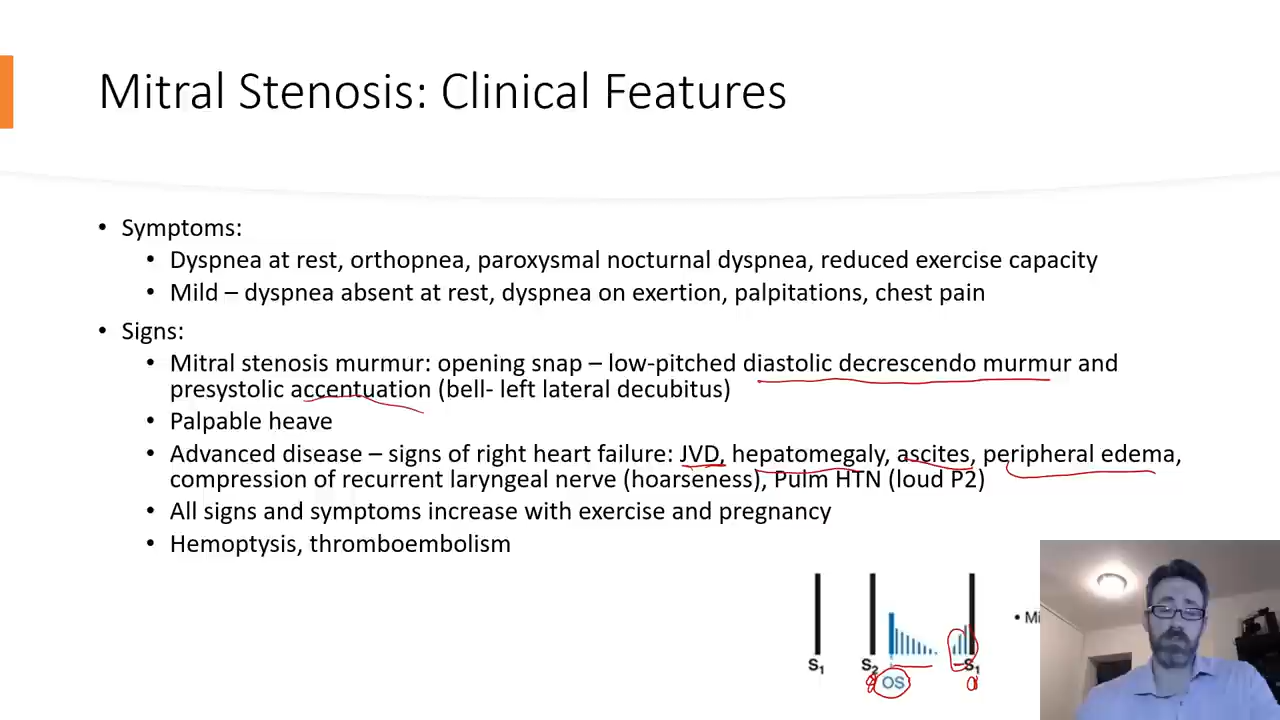 Mitral Stenosis: Clinical Features
• Symptoms:
• Dyspnea at rest, orthopnea, paroxysmal nocturnal dyspnea, reduced exercise capacity
• Mild – dyspnea absent at rest, dyspnea on exertion, palpitations, chest pain
• Signs:
• Mitral stenosis murmur: opening snap – low-pitched diastolic decrescendo murmur and
presystolic accentuation (bell- left lateral decubitus)
• Palpable heave
• Advanced disease – signs of right heart failure: JVD, hepatomegaly, ascites, peripheral edema,
compression of recurrent laryngeal nerve (hoarseness), Pulm HTN (loud P2)
• All signs and symptoms increase with exercise and pregnancy
• Hemoptysis, thromboembolism
• Mi
S1 S2 S1
OS